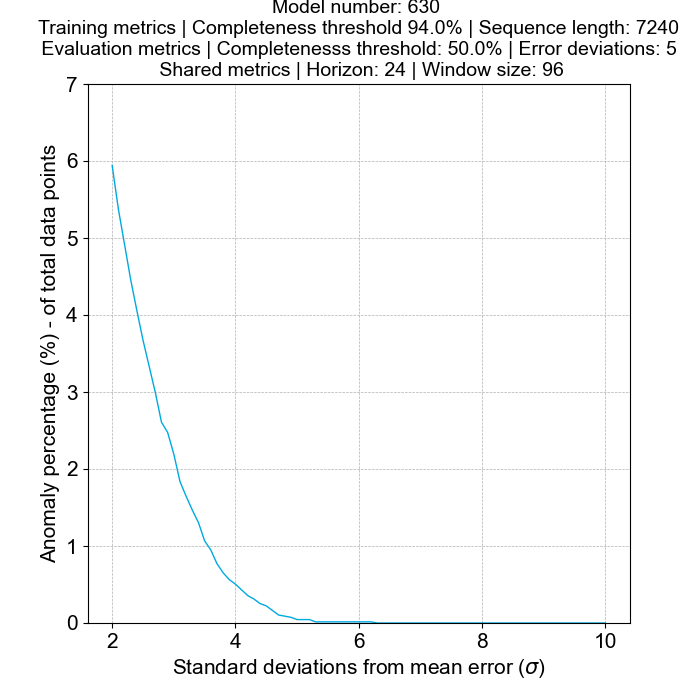 Model number: 630
Training metrics | Completeness threshold 94.0% | Sequence length: 7240
Evaluation metrics | Completenesss threshold: 50.0% | Error deviations: 5
Shared metrics | Horizon: 24 | Window size: 96
7
6
5
4
3
2
1
0
Anomaly percentage (%) - of total data points
2 4 6 8 10
Standard deviations from mean error (σ)